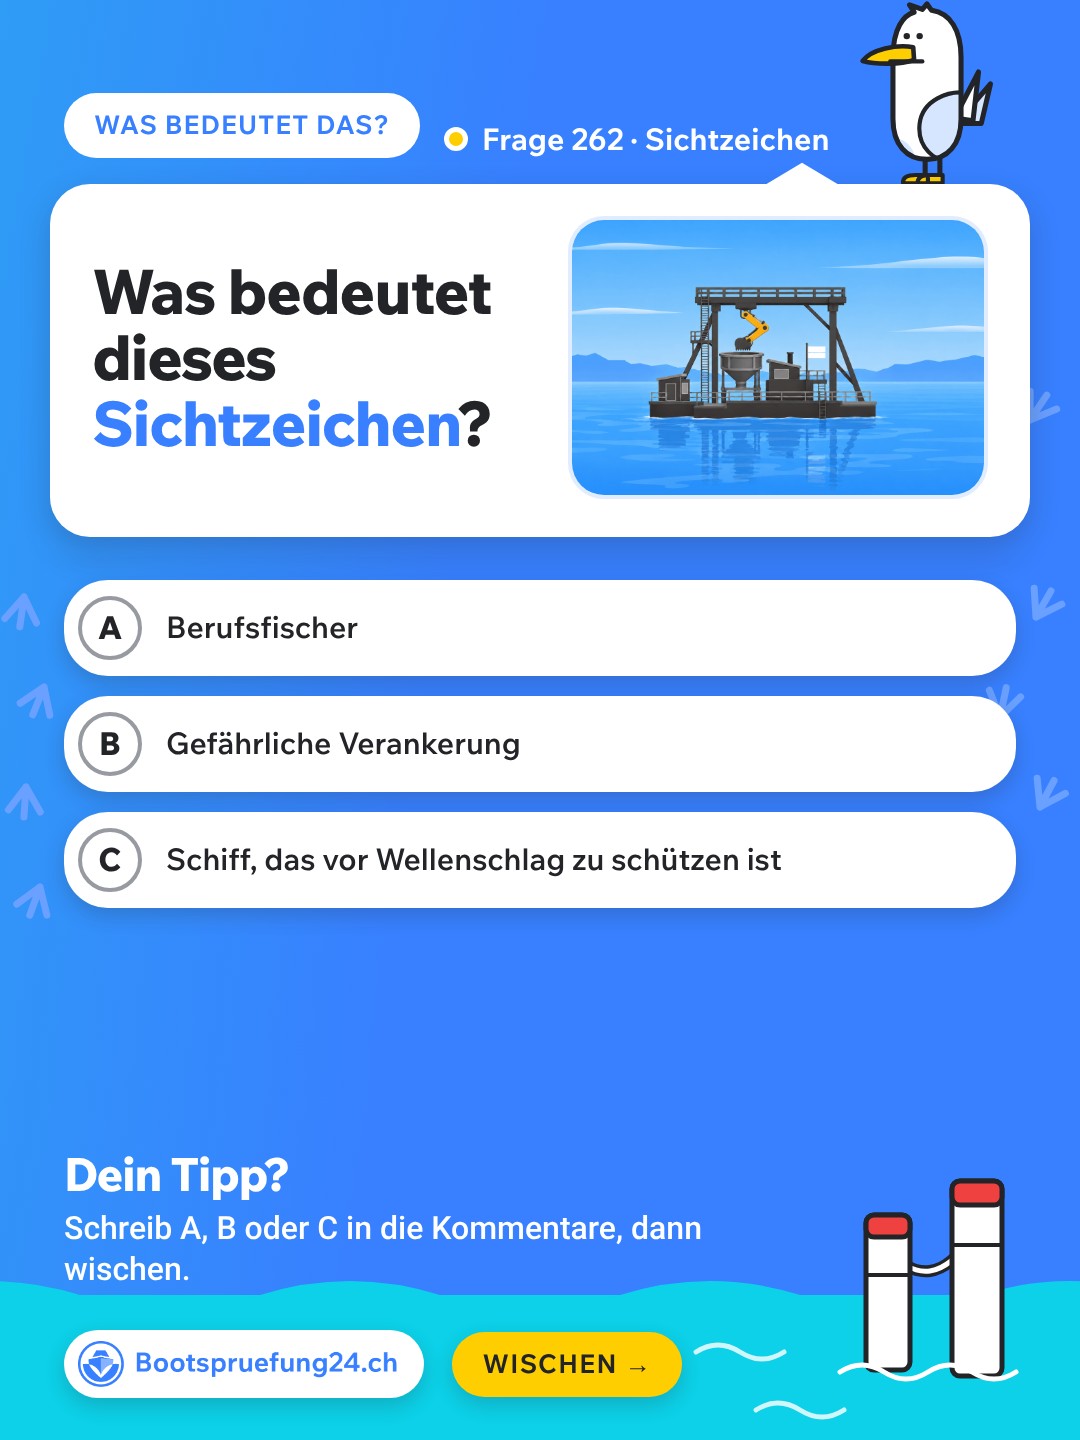 WAS BEDEUTET DAS?
Frage 262 · Sichtzeichen
Was bedeutet
dieses
Sichtzeichen?
A Berufsfischer
B Gefährliche Verankerung
C Schiff, das vor Wellenschlag zu schützen ist
Dein Tipp?
Schreib A, B oder C in die Kommentare, dann
wischen.
Bootspruefung24.ch
WISCHEN →